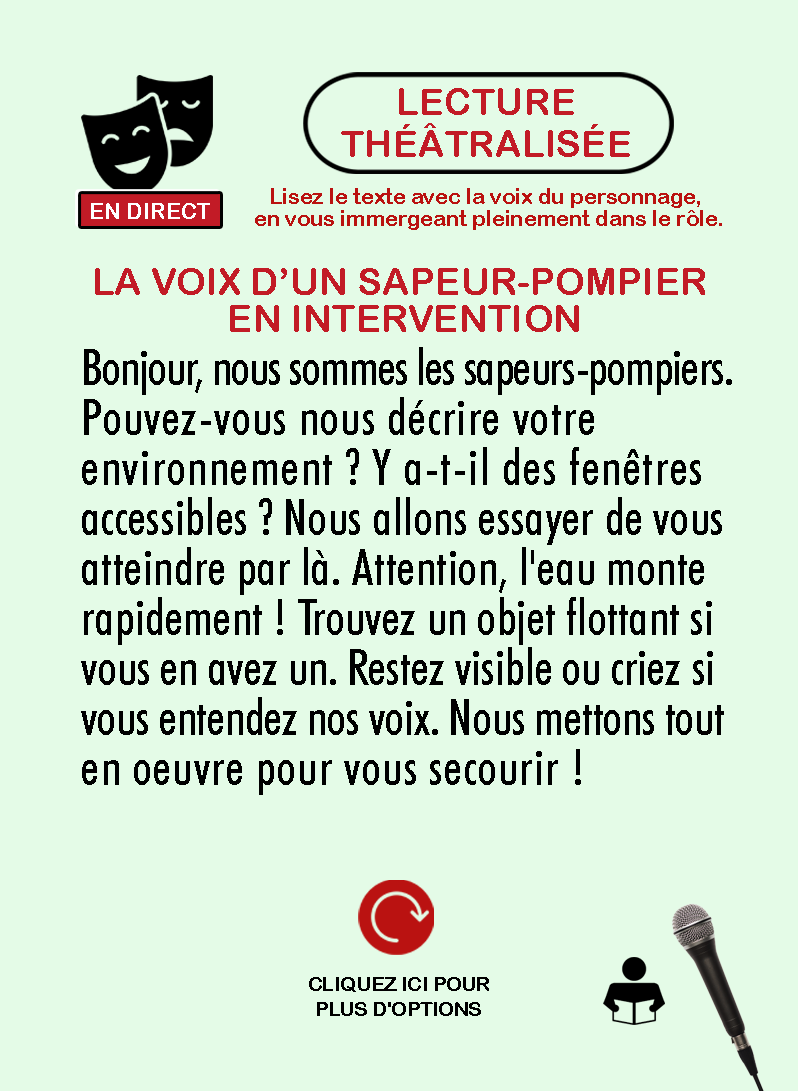 LECTURE
THÉÂTRALISÉE
EN DIRECT
Lisez le texte avec la voix du personnage,
en vous immergeant pleinement dans le rôle.
LA VOIX D’UN SAPEUR-POMPIER
EN INTERVENTION
Bonjour, nous sommes les sapeurs-pompiers.
Pouvez-vous nous décrire votre
environnement ? Y a-t-il des fenêtres
accessibles ? Nous allons essayer de vous
atteindre par là. Attention, l'eau monte
rapidement ! Trouvez un objet flottant si
vous en avez un. Restez visible ou criez si
vous entendez nos voix. Nous mettons tout
en oeuvre pour vous secourir !
CLIQUEZ ICI POUR
PLUS D'OPTIONS